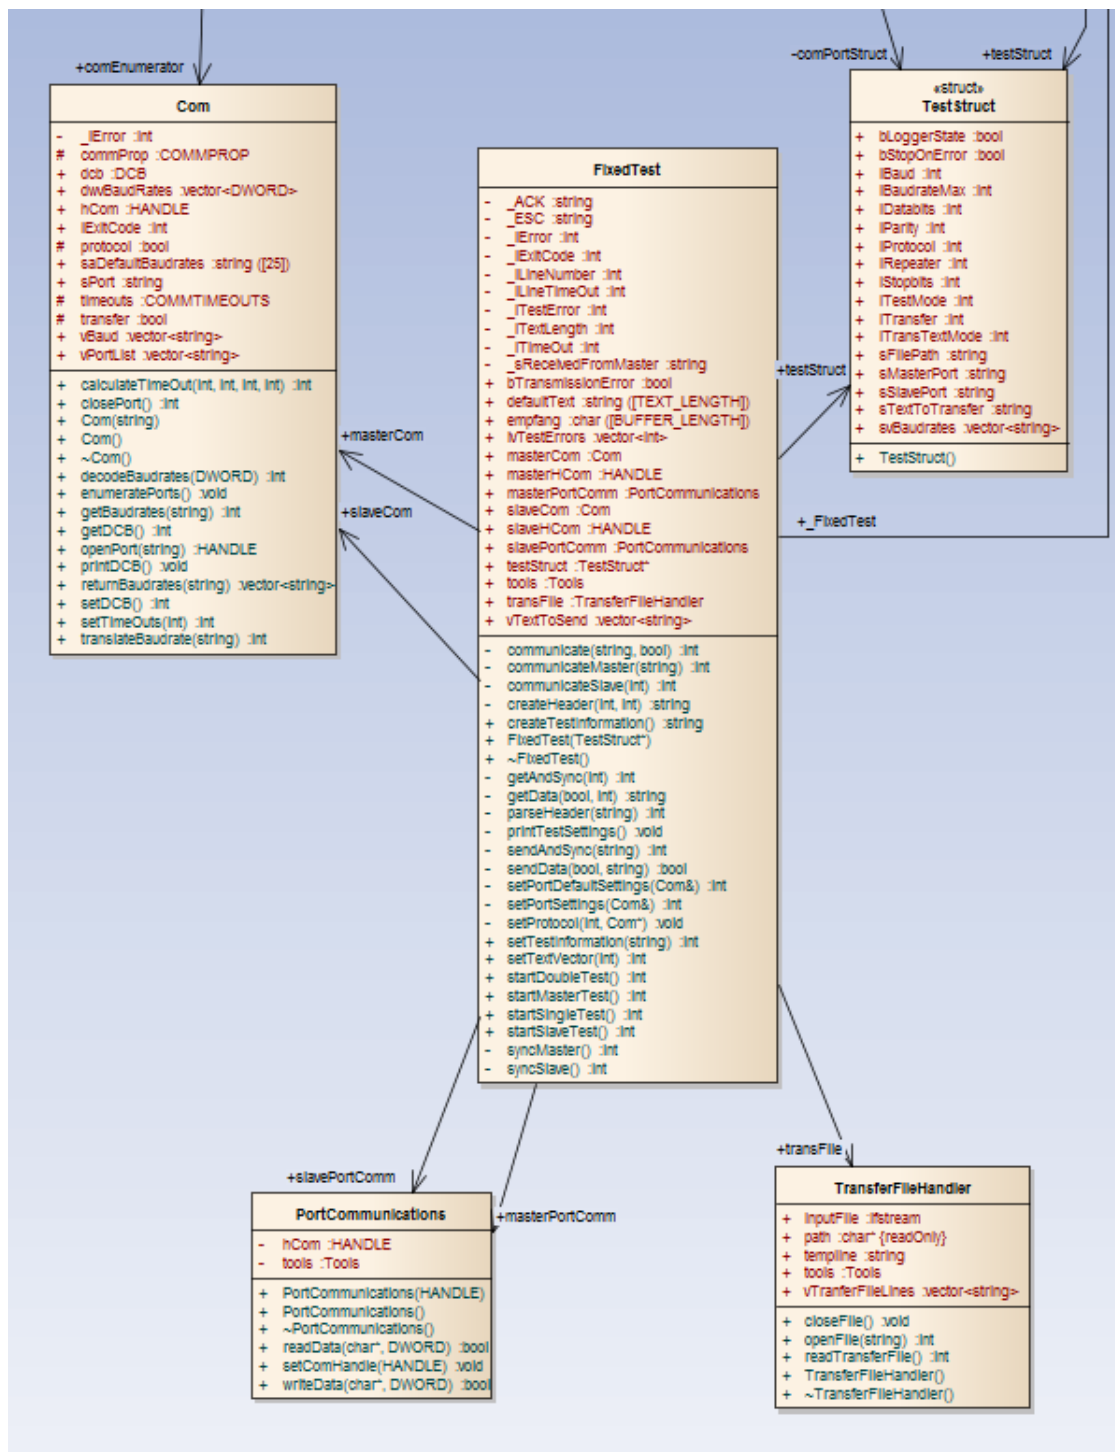 +comEnumerator
-comPortStruct
+testStruct
Com
- _iError :int
# commProp :COMMPROP
+ dcb :DCB
+ dwvBaudRates :vector<DWORD>
+ hCom :HANDLE
+ iExitCode :int
# protocol :bool
+ saDefaultBaudrates :string ([25])
+ sPort :string
# timeouts :COMMTIMEOUTS
# transfer :bool
+ vBaud :vector<string>
+ vPortList :vector<string>
+ calculateTimeOut(int, int, int, int) :int
+ closePort() :int
+ Com(string)
+ Com()
+ ~Com()
+ decodeBaudrates(DWORD) :int
+ enumeratePorts() :void
+ getBaudrates(string) :int
+ getDCB() :int
+ openPort(string) :HANDLE
+ printDCB() :void
+ returnBaudrates(string) :vector<string>
+ setDCB() :int
+ setTimeOuts(int) :int
+ translateBaudrate(string) :int
+masterCom
+slaveCom
FixedTest
- _ACK :string
- _ESC :string
- _iError :int
- _iExitCode :int
- _iLineNumber :int
- _iLineTimeOut :int
- _iTestError :int
- _iTextLength :int
- _iTimeOut :int
- _sReceivedFromMaster :string
+ bTransmissionError :bool
+ defaultText :string ([TEXT_LENGTH])
+ empfang :char ([BUFFER_LENGTH])
+ ivTestErrors :vector<int>
+ masterCom :Com
+ masterHCom :HANDLE
+ masterPortComm :PortCommunications
+ slaveCom :Com
+ slaveHCom :HANDLE
+ slavePortComm :PortCommunications
+ testStruct :TestStruct*
+ tools :Tools
+ transFile :TransferFileHandler
+ vTextToSend :vector<string>
- communicate(string, bool) :int
- communicateMaster(string) :int
- communicateSlave(int) :int
- createHeader(int, int) :string
+ createTestInformation() :string
+ FixedTest(TestStruct*)
+ ~FixedTest()
- getAndSync(int) :int
- getData(bool, int) :string
- parseHeader(string) :int
- printTestSettings() :void
- sendAndSync(string) :int
- sendData(bool, string) :bool
- setPortDefaultSettings(Com&) :int
- setPortSettings(Com&) :int
- setProtocol(int, Com*) :void
+ setTestInformation(string) :int
- setTextVector(int) :int
+ startDoubleTest() :int
+ startMasterTest() :int
+ startSingleTest() :int
+ startSlaveTest() :int
- syncMaster() :int
- syncSlave() :int
+testStruct
+_FixedTest
«struct»
TestStruct
+ bLoggerState :bool
+ bStopOnError :bool
+ iBaud :int
+ iBaudrateMax :int
+ iDatabits :int
+ iParity :int
+ iProtocol :int
+ iRepeater :int
+ iStopbits :int
+ iTestMode :int
+ iTransfer :int
+ iTransTextMode :int
+ sFilePath :string
+ sMasterPort :string
+ sSlavePort :string
+ sTextToTransfer :string
+ svBaudrates :vector<string>
+ TestStruct()
+slavePortComm
+masterPortComm
+transFile
PortCommunications
- hCom :HANDLE
- tools :Tools
+ PortCommunications(HANDLE)
+ PortCommunications()
+ ~PortCommunications()
+ readData(char*, DWORD) :bool
+ setComHandle(HANDLE) :void
+ writeData(char*, DWORD) :bool
TransferFileHandler
+ inputFile :ifstream
+ path :char* {readOnly}
+ templine :string
+ tools :Tools
+ vTranferFileLines :vector<string>
+ closeFile() :void
+ openFile(string) :int
+ readTransferFile() :int
+ TransferFileHandler()
+ ~TransferFileHandler()